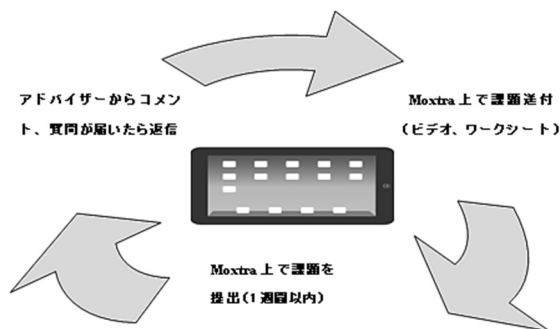 アドバイザーからコメン
ト、質問が届いたら返信
Moxtra 上で課題送付
(ビデオ、ワークシート)
Moxtra 上で課題を
提出(1 週間以内)